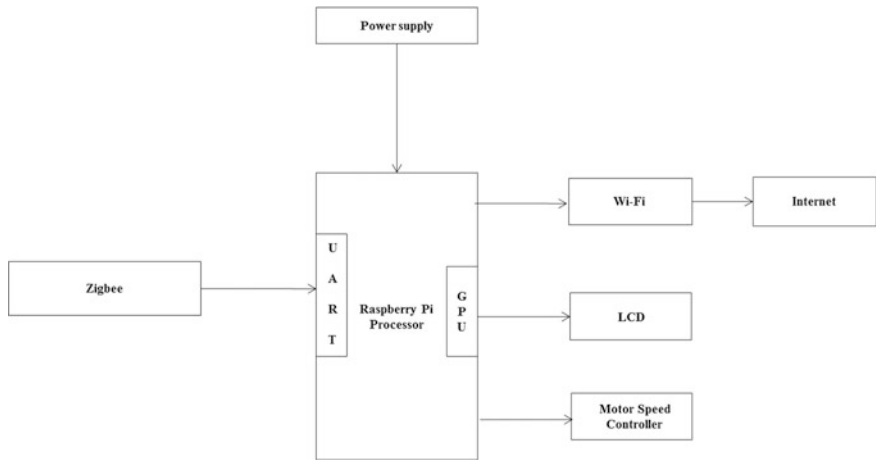 Power supply
Wi-Fi
Internet
U
A
R
T
Zigbee
G
P
U
Raspberry Pi
Processor
LCD
Motor Speed
Controller